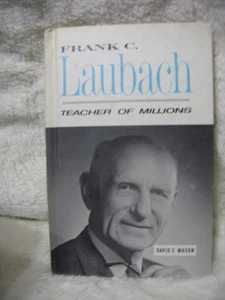 FRANK C.
Laubach
TEACHER OF MILLIONS
DAVID E. MASON